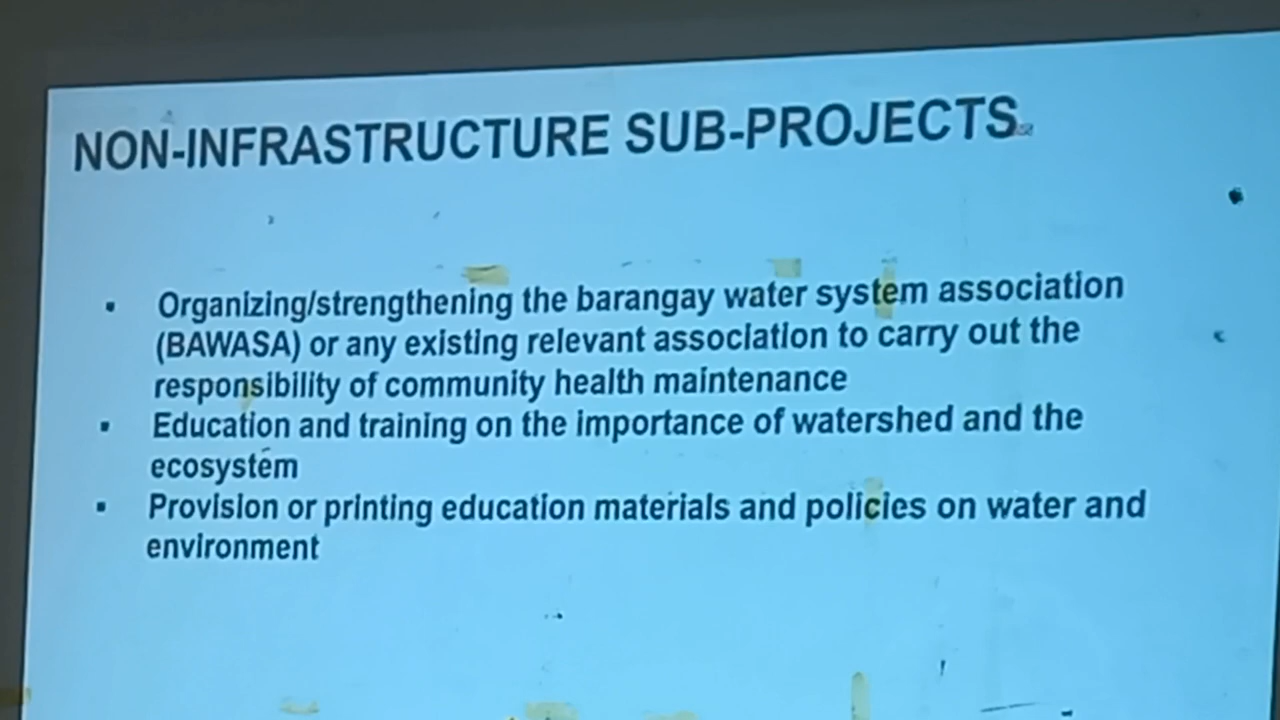 NON-INFRASTRUCTURE SUB-PROJECTS
▪ Organizing/strengthening the barangay water system association
(BAWASA) or any existing relevant association to carry out the
responsibility of community health maintenance
▪ Education and training on the importance of watershed and the
ecosystem
▪ Provision or printing education materials and policies on water and
environment